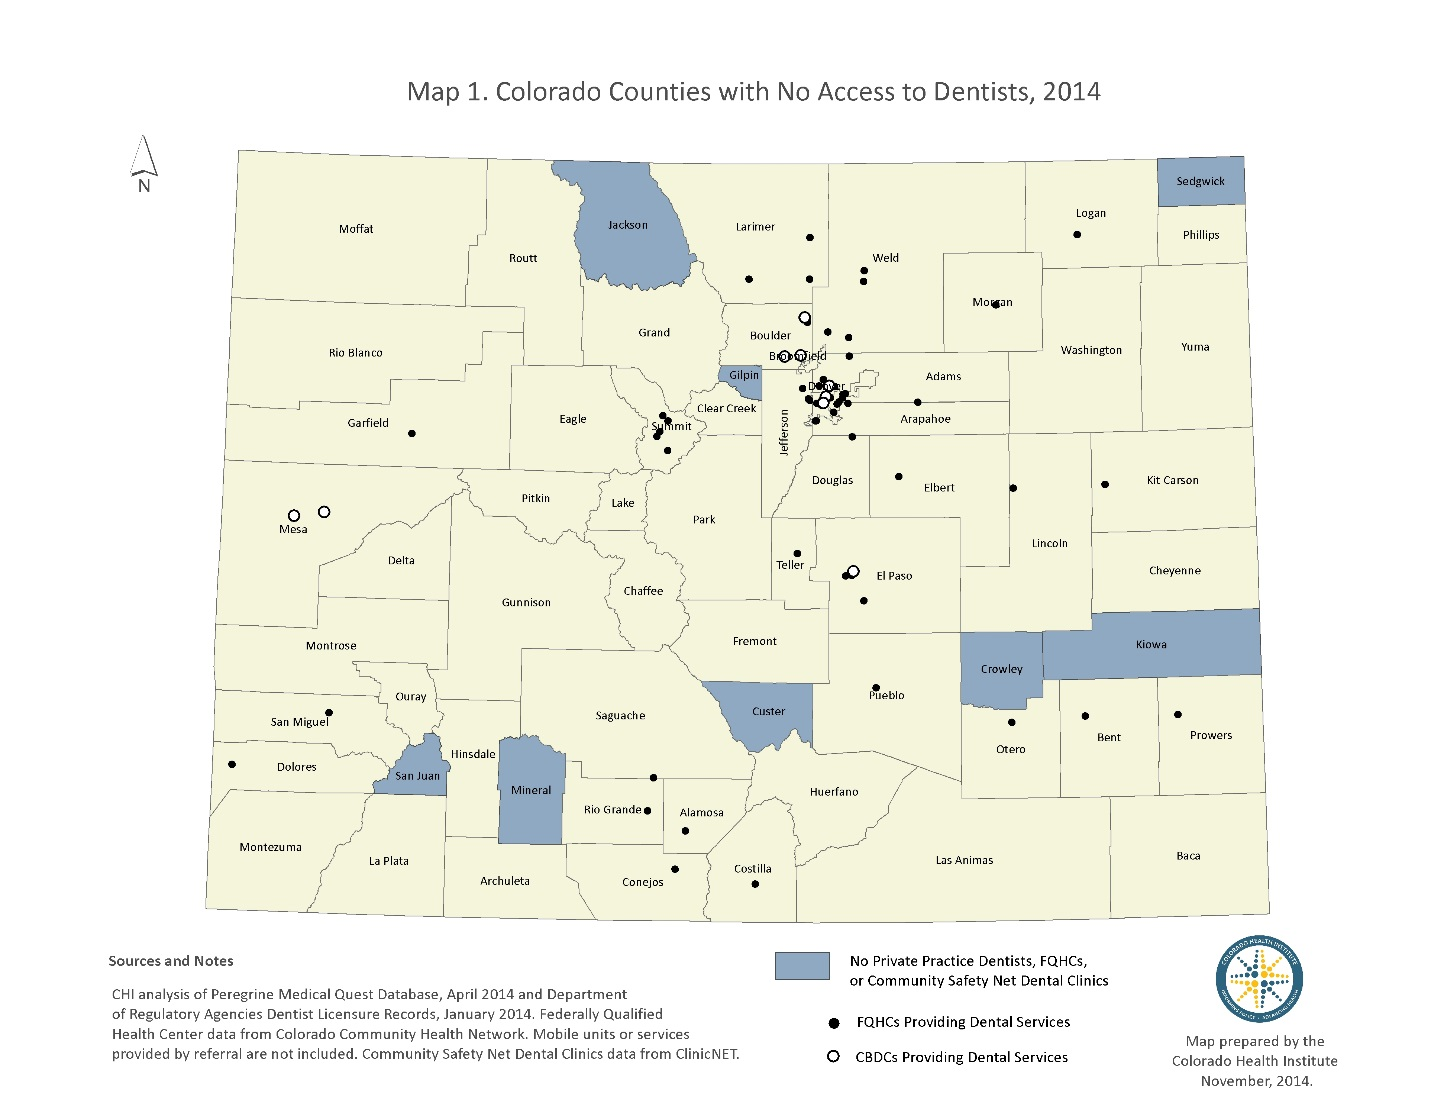 Map 1. Colorado Counties with No Access to Dentists, 2014
N
Sedgwick
Logan
Jackson
Moffat
Larimer
Phillips
Routt
Weld
Morgan
Grand
Boulder
Yuma
Washington
Rio Blanco
Broomfield
Gilpin
Adams
Denver
Clear Creek
Eagle
Arapahoe
Garfield
Summit
Jefferson
Douglas
Kit Carson
Elbert
Pitkin
Lake
Park
Mesa
Lincoln
Delta
Teller
Cheyenne
El Paso
Chaffee
Gunnison
Fremont
Kiowa
Montrose
Crowley
Ouray
Pueblo
Custer
Saguache
San Miguel
Prowers
Bent
Otero
Hinsdale
Dolores
San Juan
Mineral
Huerfano
Rio Grande
Alamosa
Montezuma
Baca
La Plata
Las Animas
Costilla
Archuleta
Conejos
Sources and Notes
CHI analysis of Peregrine Medical Quest Database, April 2014 and Department
of Regulatory Agencies Dentist Licensure Records, January 2014. Federally Qualified
Health Center data from Colorado Community Health Network. Mobile units or services
provided by referral are not included. Community Safety Net Dental Clinics data from ClinicNET.
No Private Practice Dentists, FQHCs,
or Community Safety Net Dental Clinics
FQHCs Providing Dental Services
CBDCs Providing Dental Services
COLORADO HEALTH INSTITUTE
Map prepared by the
Colorado Health Institute
November, 2014.